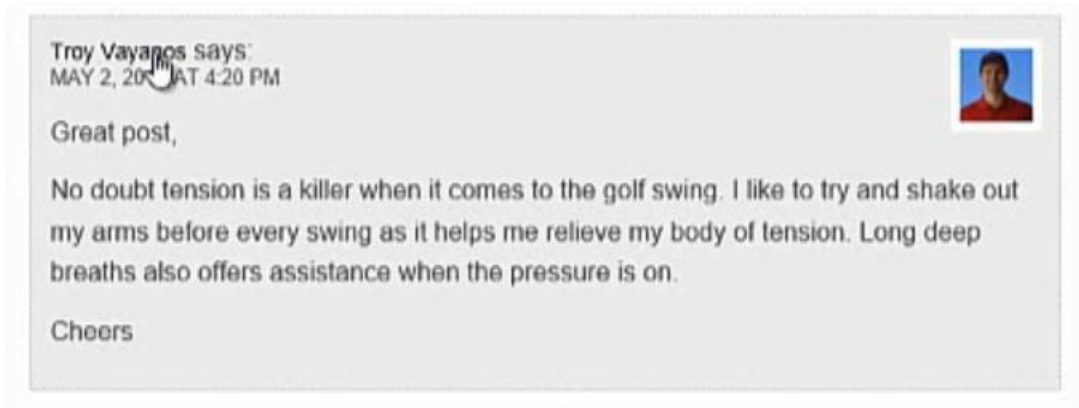 Troy Vayanos says:
MAY 2, AT 4:20 PM
Great post,
No doubt tension is a killer when it comes to the golf swing. I like to try and shake out
my arms before every swing as it helps me relieve my body of tension. Long deep
breaths also offers assistance when the pressure is on.
Cheers